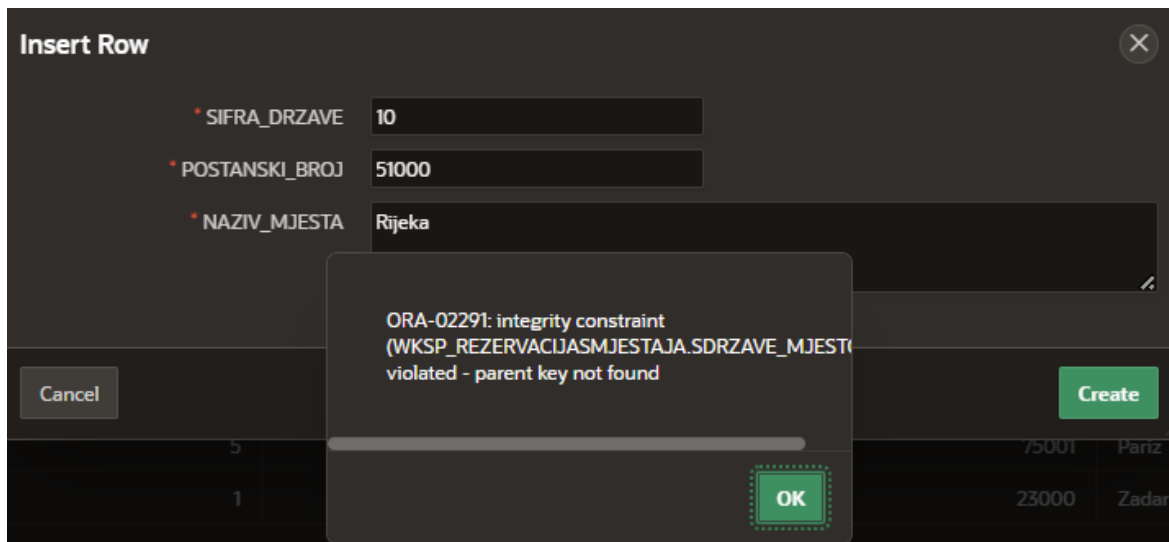 Insert Row
* SIFRA_DRZAVE 10
* POSTANSKI_BROJ 51000
* NAZIV_MJESTA Rijeka
ORA-02291: integrity constraint
(WKSP_REZERVACIJASMJESTAJA.SDRZAVE_MJEST
violated - parent key not found
Cancel
Create
5 75001 Pariz
OK
1 23000 Zadar